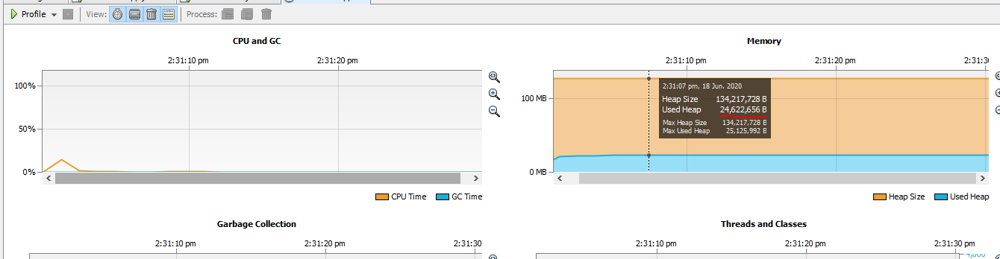 Profile View: Process:
CPU and GC
2:31:10 pm 2:31:20 pm
100%
50%
0%
CPU Time GC Time
Memory
2:31:10 pm 2:31:20 pm 2:31:30
100 MB
0 MB
2:31:07 pm, 18 Jun. 2020
Heap Size 134,217,728 B
Used Heap 24,622,656 B
Max Heap Size 134,217,728 B
Max Used Heap 25,125,992 B
Heap Size Used Heap
Garbage Collection
2:31:10 pm 2:31:20 pm 2:31:30
Threads and Classes
2:31:10 pm 2:31:20 pm 2:31:30 pm